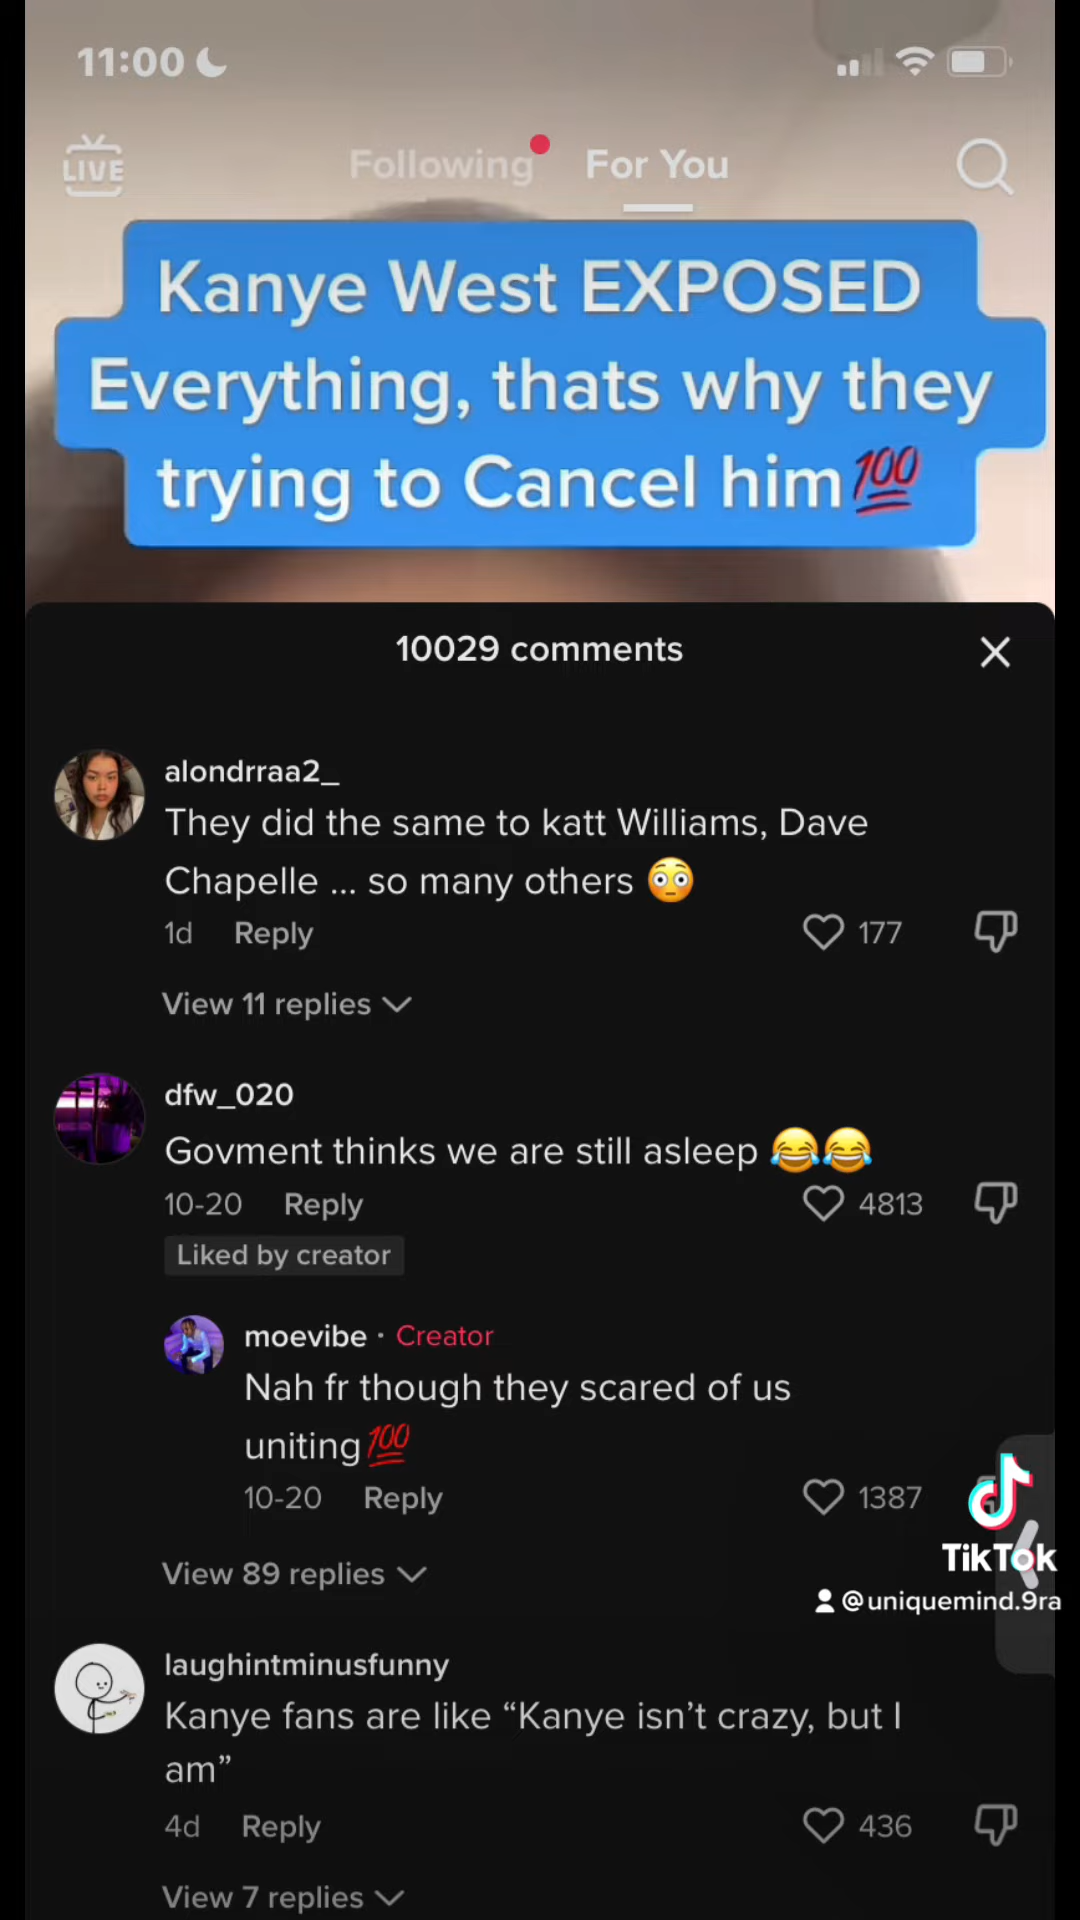 11:00
LIVE
Following
For You
Kanye West EXPOSED
Everything, thats why they
trying to Cancel him💯
10029 comments
alondrraa2_
They did the same to katt Williams, Dave
Chapelle ... so many others 😳
1d Reply 177
View 11 replies
dfw_020
Govment thinks we are still asleep 😂😂
10-20 Reply 4813
Liked by creator
moevibe · Creator
Nah fr though they scared of us
uniting💯
10-20 Reply 1387
View 89 replies
TikTok
@uniquemind.9ra
laughintminusfunny
Kanye fans are like “Kanye isn’t crazy, but I
am”
4d Reply 436
View 7 replies